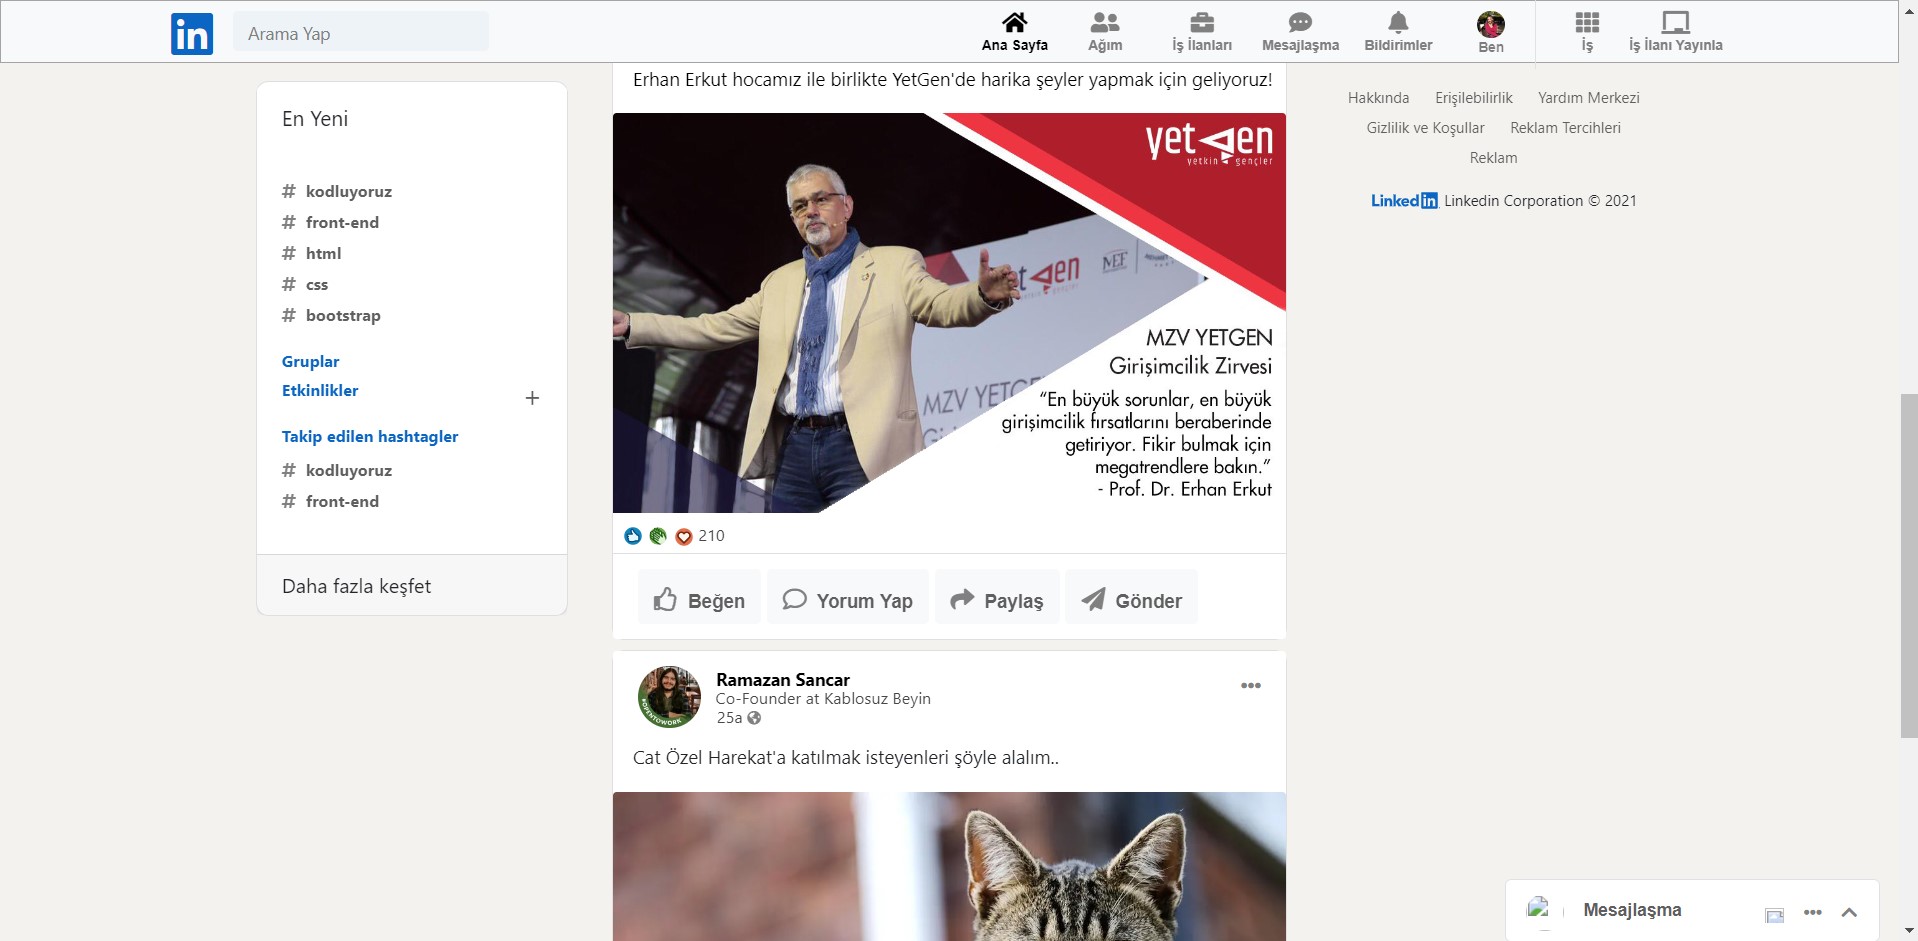 in
Arama Yap
Ana Sayfa
Ağım
İş İlanları
Mesajlaşma
Bildirimler
Ben
İş
İş İlanı Yayınla
En Yeni
# kodluyoruz
# front-end
# html
# css
# bootstrap
Gruplar
Etkinlikler
+
Takip edilen hashtagler
# kodluyoruz
# front-end
Daha fazla keşfet
Erhan Erkut hocamız ile birlikte YetGen'de harika şeyler yapmak için geliyoruz!
yetgen
yetkin gençler
MEF
MZV YETG
MZV YETGEN
Girişimcilik Zirvesi
“En büyük sorunlar, en büyük
girişimcilik fırsatlarını beraberinde
getiriyor. Fikir bulmak için
megatrendlere bakın.”
- Prof. Dr. Erhan Erkut
210
Beğen
Yorum Yap
Paylaş
Gönder
Ramazan Sancar
Co-Founder at Kablosuz Beyin
25a
#OPENTOWORK
Cat Özel Harekat'a katılmak isteyenleri şöyle alalım..
Hakkında Erişilebilirlik Yardım Merkezi
Gizlilik ve Koşullar Reklam Tercihleri
Reklam
Linkedin Linkedin Corporation © 2021
Mesajlaşma